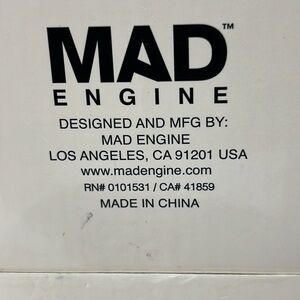 MAD™
ENGINE
DESIGNED AND MFG BY:
MAD ENGINE
LOS ANGELES, CA 91201 USA
www.madengine.com
RN# 0101531 / CA# 41859
MADE IN CHINA